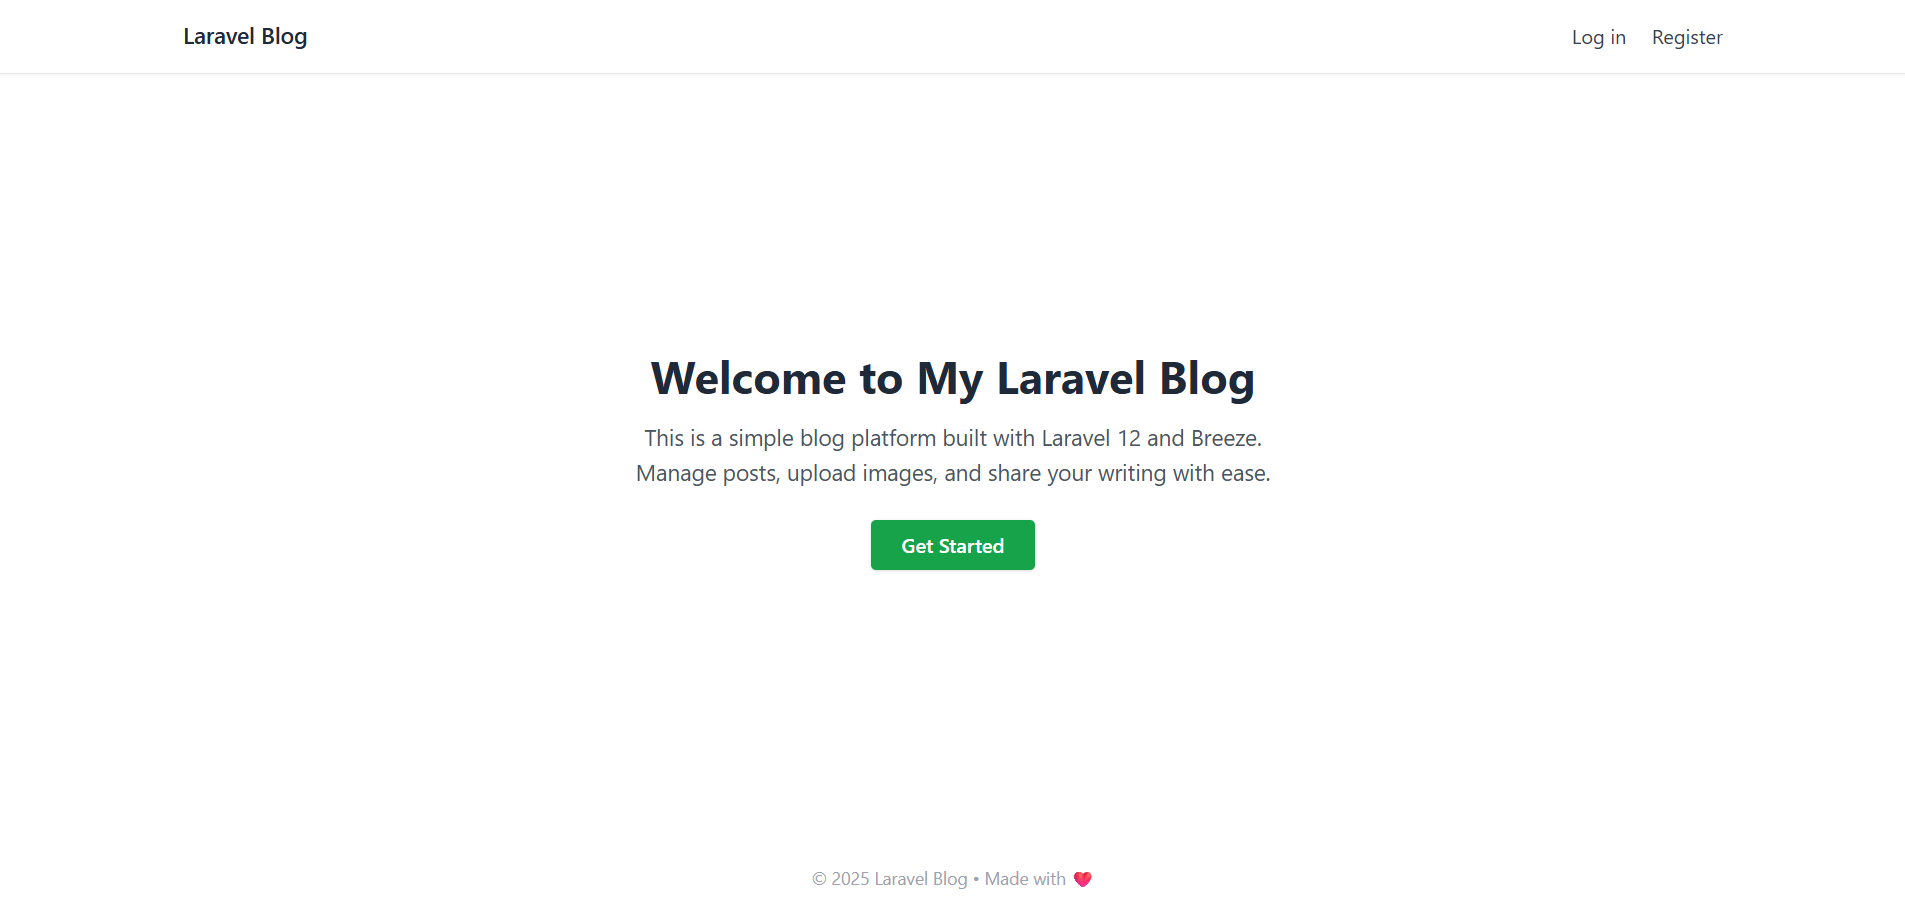 Laravel Blog
Log in
Register
Welcome to My Laravel Blog
This is a simple blog platform built with Laravel 12 and Breeze.
Manage posts, upload images, and share your writing with ease.
Get Started
© 2025 Laravel Blog • Made with ❤️